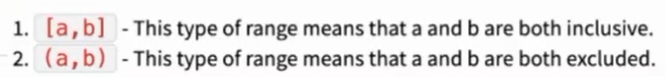 1. [a,b] - This type of range means that a and b are both inclusive.
2. (a,b) - This type of range means that a and b are both excluded.